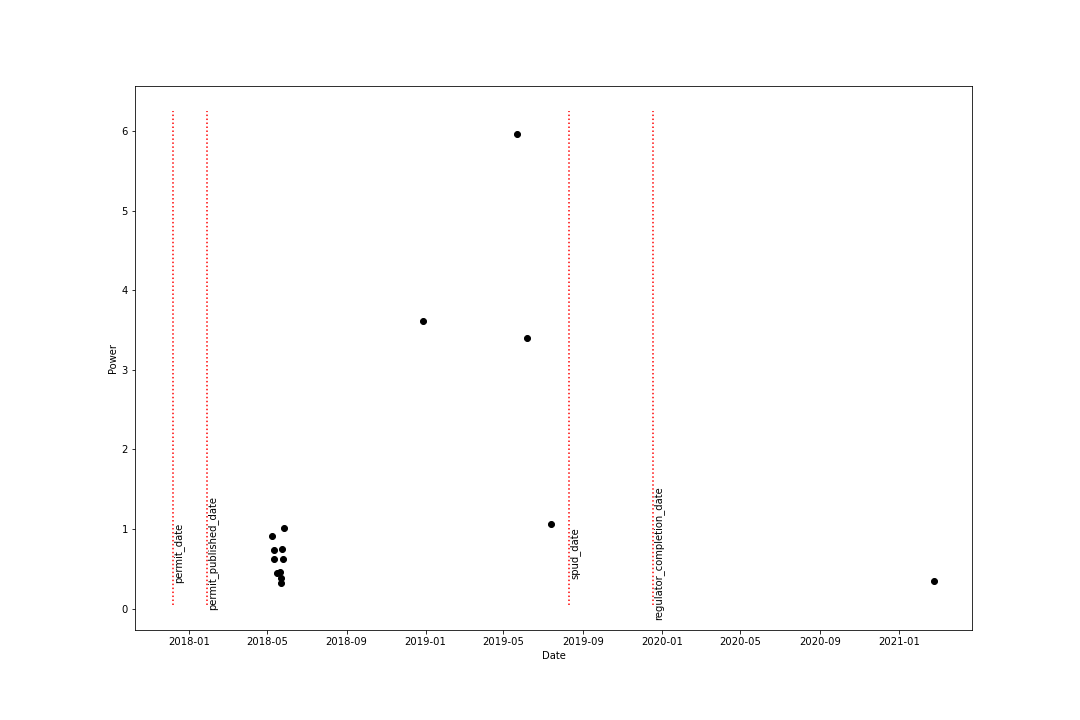 6
5
4
3
2
1
0
Power
permit_date
permit_published_date
spud_date
regulator_completion_date
2018-01 2018-05 2018-09 2019-01 2019-05 2019-09 2020-01 2020-05 2020-09 2021-01
Date